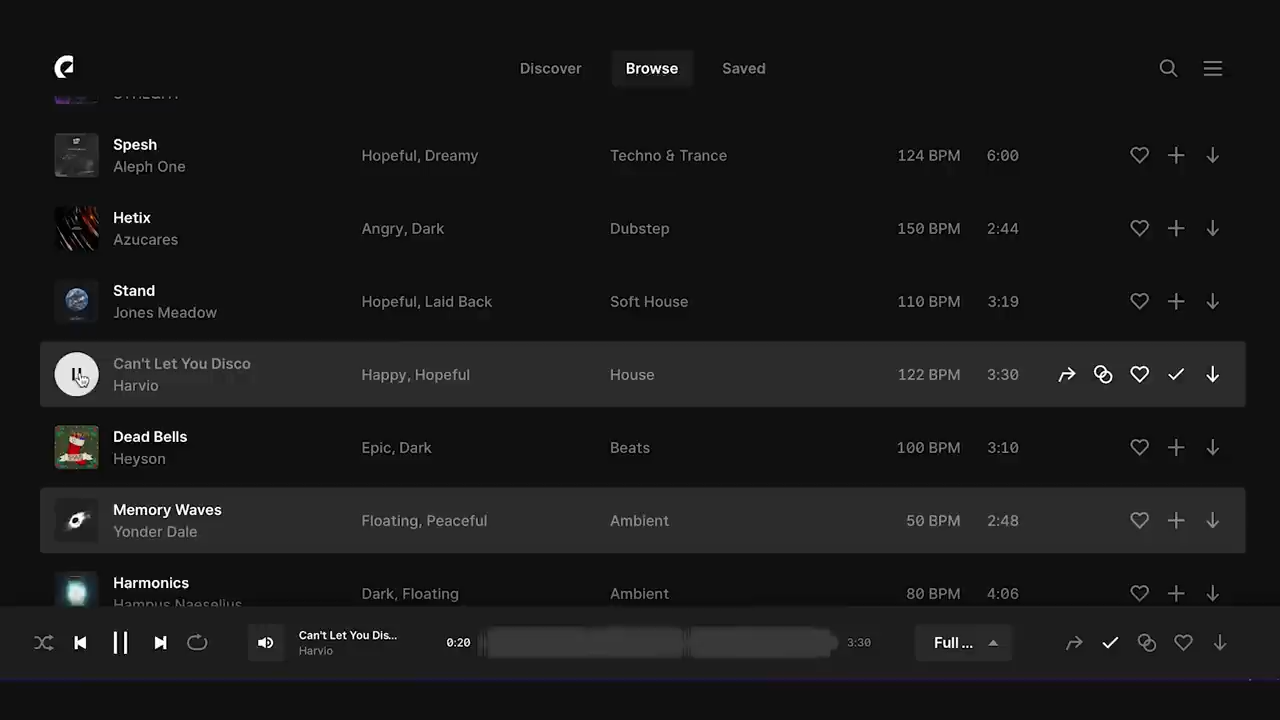 Discover Browse Saved
Spesh
Aleph One
Hopeful, Dreamy Techno & Trance 124 BPM 6:00
Hetix
Azucares
Angry, Dark Dubstep 150 BPM 2:44
Stand
Jones Meadow
Hopeful, Laid Back Soft House 110 BPM 3:19
Can't Let You Disco
Harvio
Happy, Hopeful House 122 BPM 3:30
Dead Bells
Heyson
Epic, Dark Beats 100 BPM 3:10
Memory Waves
Yonder Dale
Floating, Peaceful Ambient 50 BPM 2:48
Harmonics
Hampus Naeselius
Dark, Floating Ambient 80 BPM 4:06
Can't Let You Dis...
Harvio
0:20 3:30 Full ...